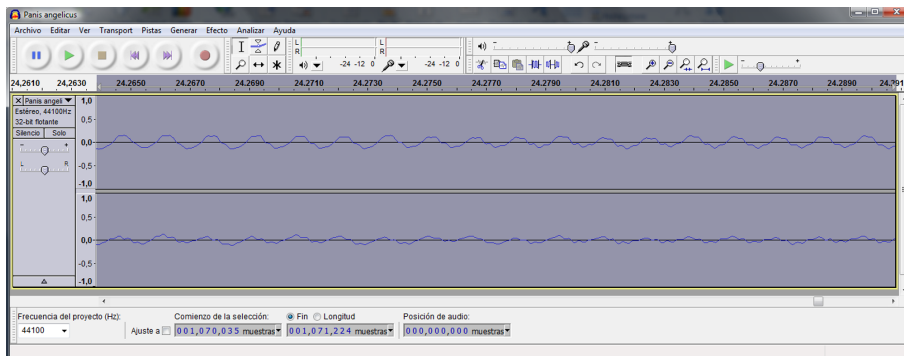 Panis angelicus
Archivo Editar Ver Transport Pistas Generar Efecto Analizar Ayuda
L R L R
-24 -12 0 -24 -12 0
24,2610 24,2630 24.2650 24.2670 24.2690 24.2710 24.2730 24.2750 24.2770 24.2790 24.2810 24.2830 24.2850 24.2870 24.2890
X Panis angeli
Estéreo, 44100Hz
32-bit flotante
Silencio Solo
- +
L R
1,0
0,5-
0,0-
-0,5-
-1,0
1,0
0,5-
0,0-
-0,5-
-1,0
Frecuencia del proyecto (Hz): Comienzo de la selección: Fin Longitud Posición de audio:
44100 Ajuste a 001,070,035 muestras 001,071,224 muestras 000,000,000 muestras